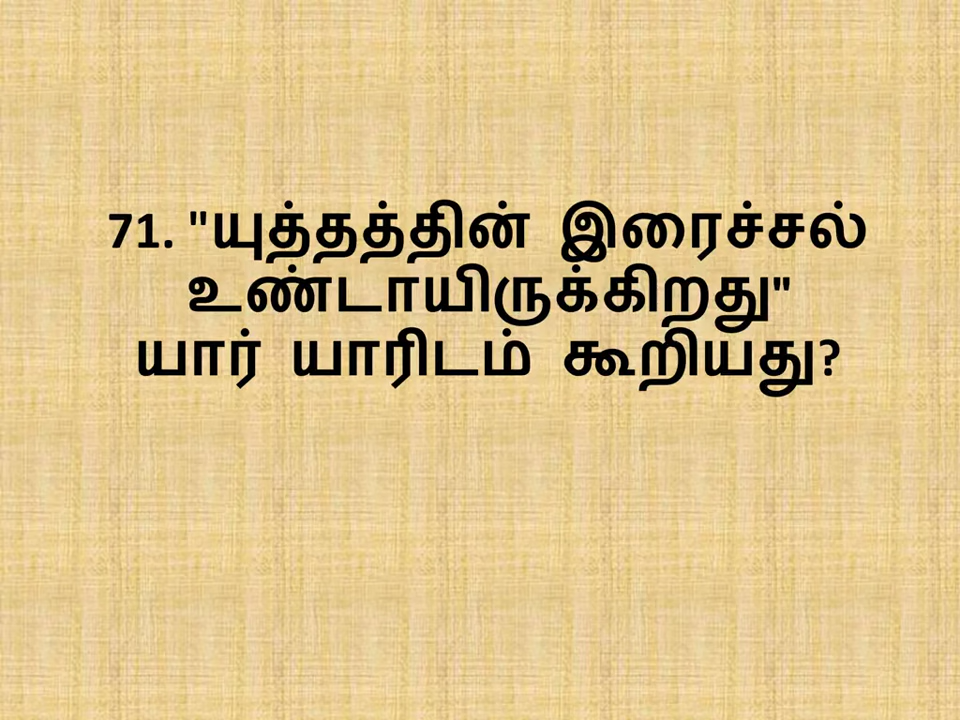 71. "யுத்தத்தின் இரைச்சல்
உண்டாயிருக்கிறது"
யார் யாரிடம் கூறியது?